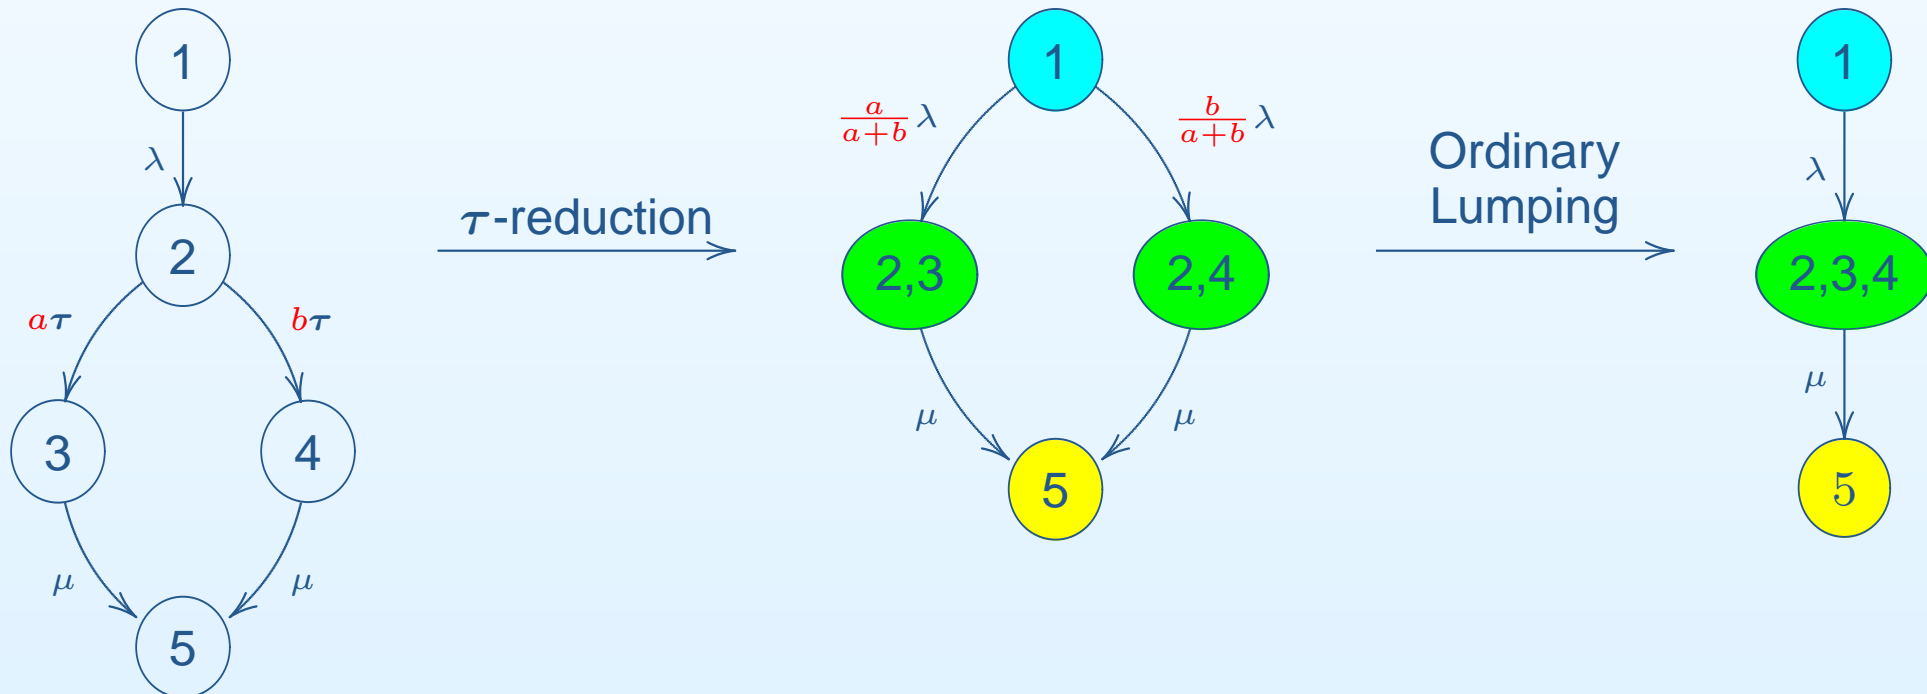 1
λ
2
aτ
bτ
3
4
μ
μ
5
τ-reduction
1
a/(a+b) λ
b/(a+b) λ
2,3
2,4
μ
μ
5
Ordinary
Lumping
1
λ
2,3,4
μ
5